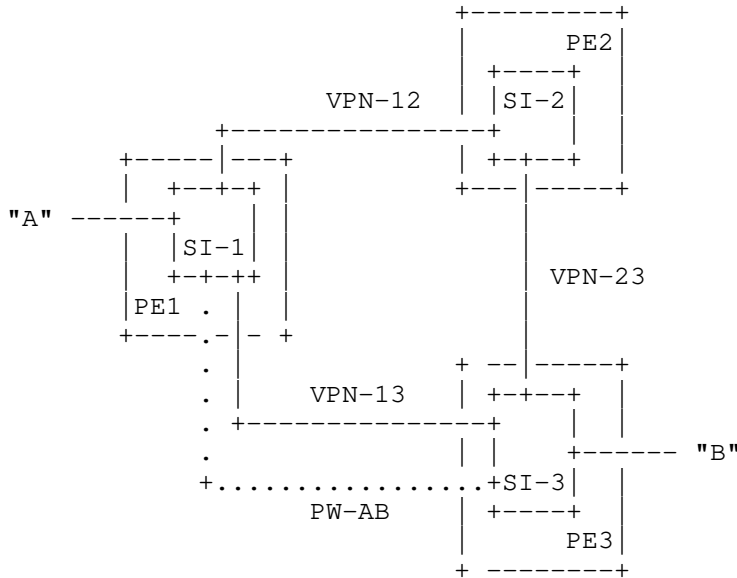 PE2
SI-2
VPN-12
"A"
SI-1
VPN-23
PE1
VPN-13
"B"
SI-3
PW-AB
PE3